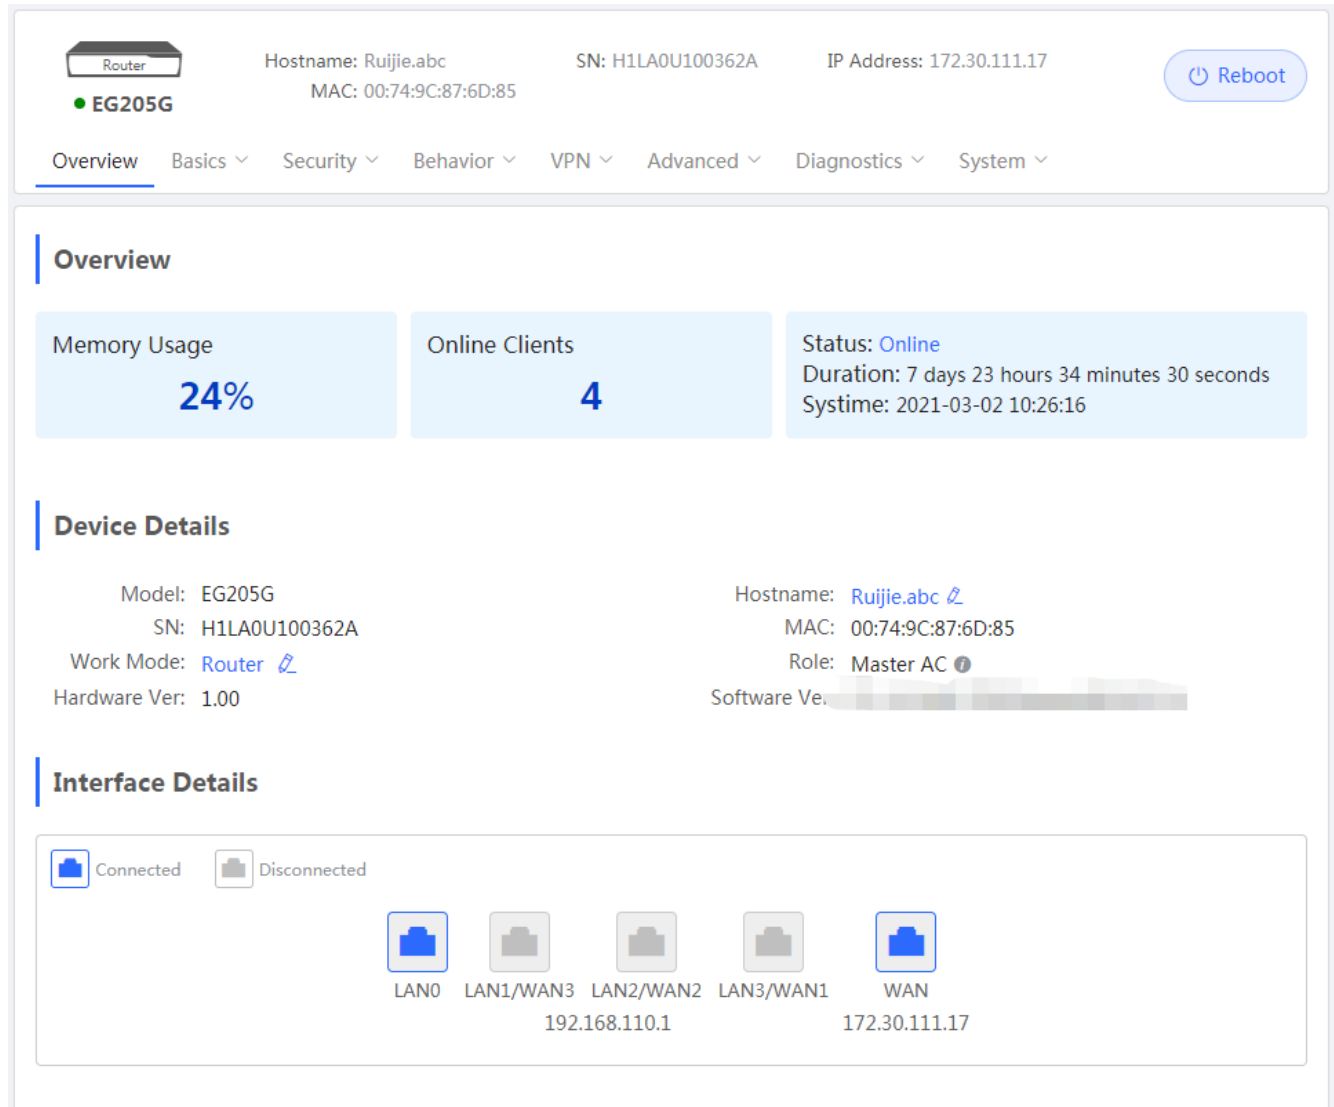 Router
EG205G
Hostname: Ruijie.abc
MAC: 00:74:9C:87:6D:85
SN: H1LA0U100362A
IP Address: 172.30.111.17
Reboot
Overview Basics Security Behavior VPN Advanced Diagnostics System
Overview
Memory Usage
24%
Online Clients
4
Status: Online
Duration: 7 days 23 hours 34 minutes 30 seconds
Systime: 2021-03-02 10:26:16
Device Details
Model: EG205G
Hostname: Ruijie.abc
SN: H1LA0U100362A
MAC: 00:74:9C:87:6D:85
Work Mode: Router
Role: Master AC
Hardware Ver: 1.00
Software
Interface Details
Connected Disconnected
LAN0 LAN1/WAN3 LAN2/WAN2 LAN3/WAN1 WAN
192.168.110.1 172.30.111.17